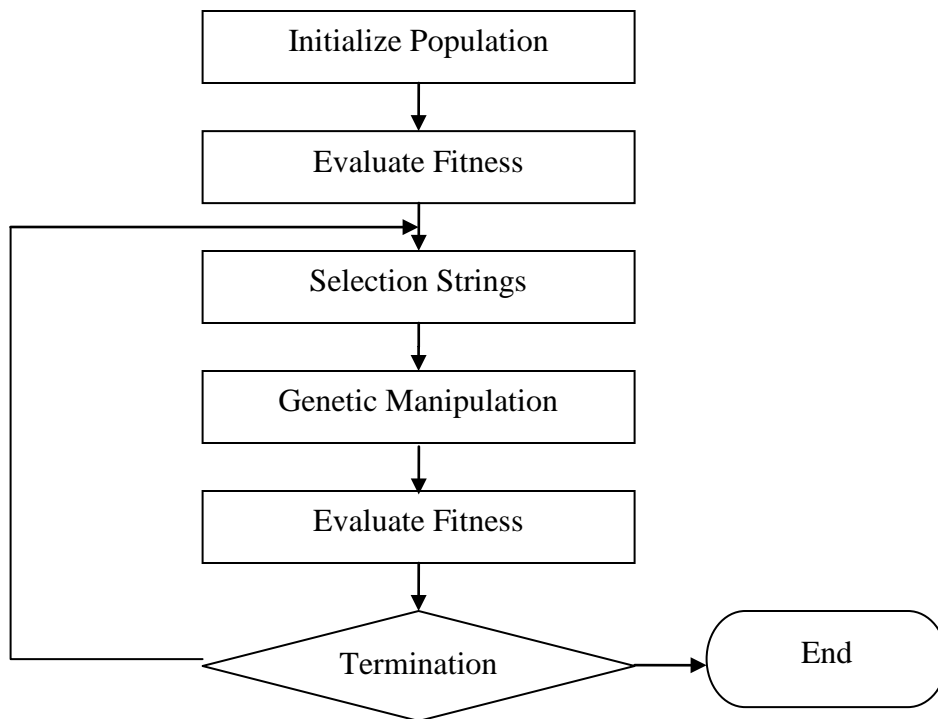 Initialize Population
Evaluate Fitness
Selection Strings
Genetic Manipulation
Evaluate Fitness
Termination
End